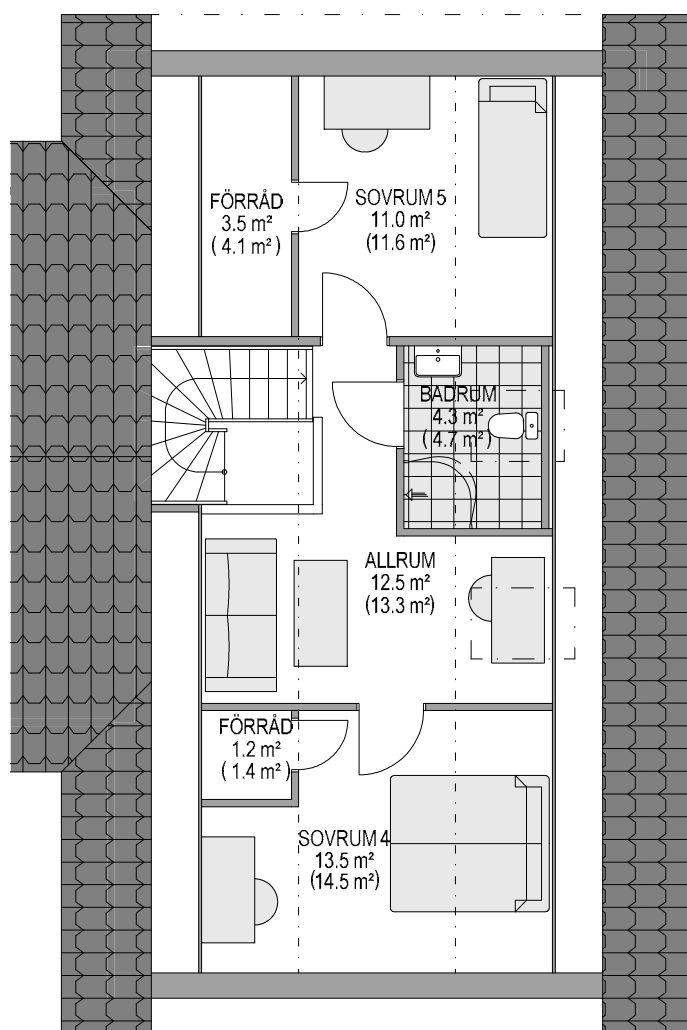 FÖRRÅD
3.5 m²
( 4.1 m² )
SOVRUM 5
11.0 m²
(11.6 m²)
BADRUM
4.3 m²
( 4.7 m² )
ALLRUM
12.5 m²
(13.3 m²)
FÖRRÅD
1.2 m²
( 1.4 m² )
SOVRUM 4
13.5 m²
(14.5 m²)